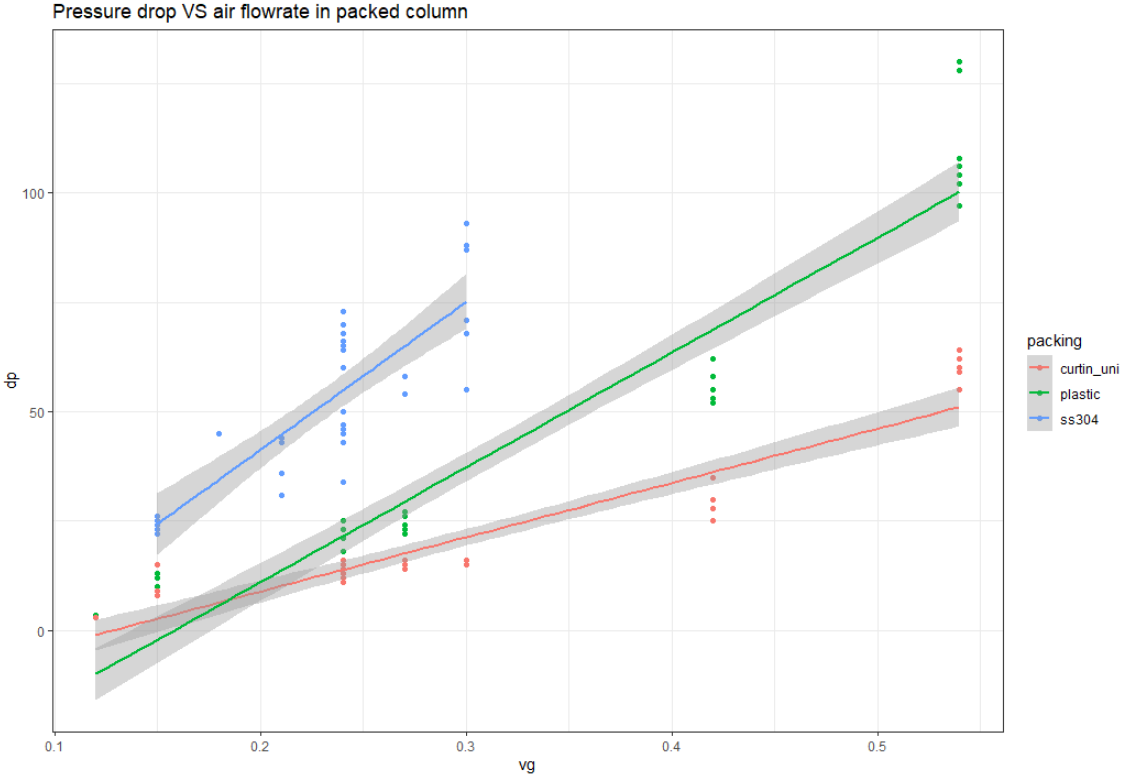 Pressure drop VS air flowrate in packed column
100
50
0
dp
0.1 0.2 0.3 0.4 0.5
vg
packing
curtin_uni
plastic
ss304